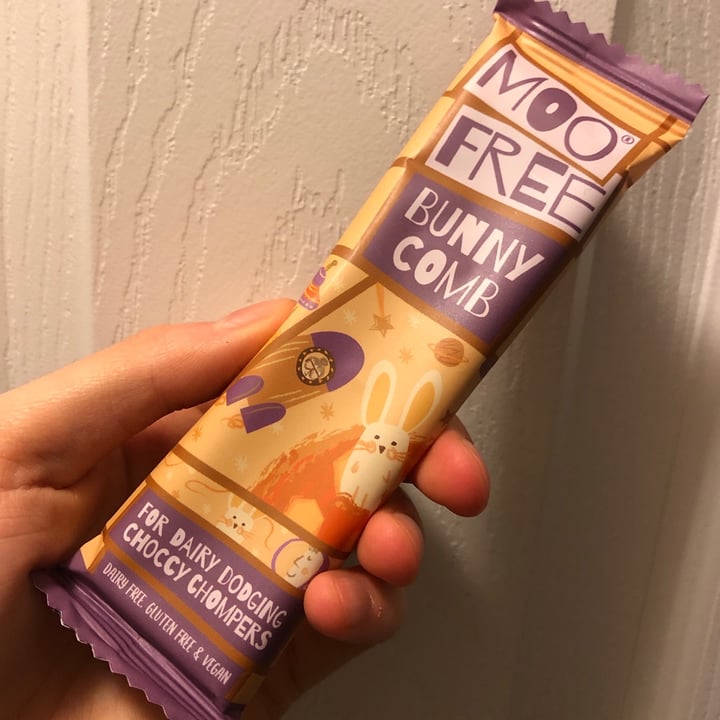 MOO
FREE®
BUNNY
COMB
FOR DAIRY DODGING
CHOCCY CHOMPERS
DAIRY FREE, GLUTEN FREE & VEGAN